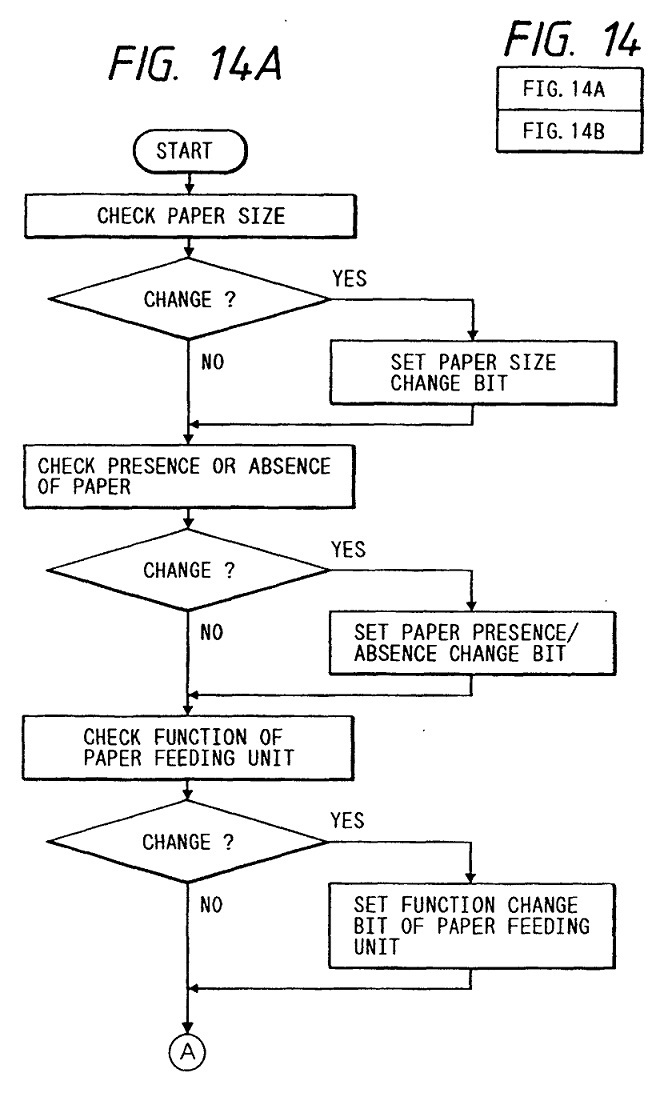 FIG. 14A
FIG. 14
FIG. 14A
FIG. 14B
START
CHECK PAPER SIZE
CHANGE ?
YES
NO
SET PAPER SIZE
CHANGE BIT
CHECK PRESENCE OR ABSENCE
OF PAPER
CHANGE ?
YES
NO
SET PAPER PRESENCE/
ABSENCE CHANGE BIT
CHECK FUNCTION OF
PAPER FEEDING UNIT
CHANGE ?
YES
NO
SET FUNCTION CHANGE
BIT OF PAPER FEEDING
UNIT
A